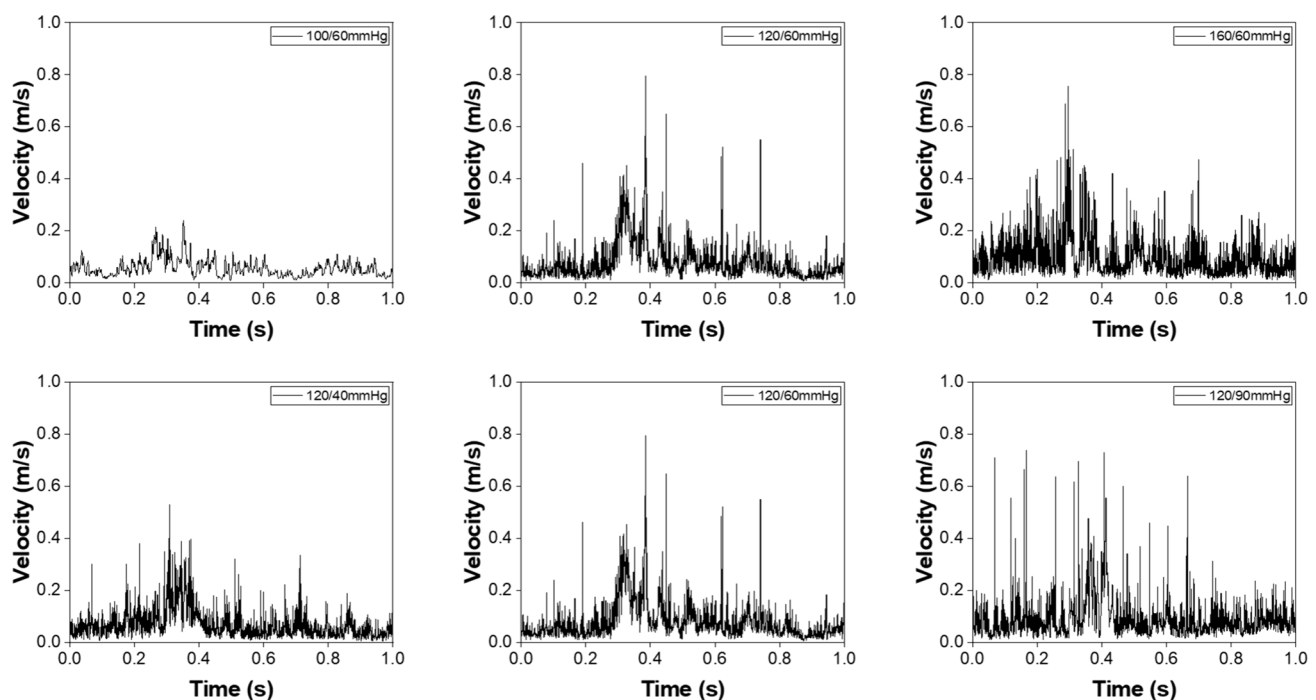 1.0 1.0 1.0
100/60mmHg 120/60mmHg 160/60mmHg
0.8 0.8 0.8
0.6 0.6 0.6
Velocity (m/s) Velocity (m/s) Velocity (m/s)
0.4 0.4 0.4
0.2 0.2 0.2
0.0 0.0 0.0
0.0 0.2 0.4 0.6 0.8 1.0 0.0 0.2 0.4 0.6 0.8 1.0 0.0 0.2 0.4 0.6 0.8 1.0
Time (s) Time (s) Time (s)
1.0 1.0 1.0
120/40mmHg 120/60mmHg 120/90mmHg
0.8 0.8 0.8
0.6 0.6 0.6
Velocity (m/s) Velocity (m/s) Velocity (m/s)
0.4 0.4 0.4
0.2 0.2 0.2
0.0 0.0 0.0
0.0 0.2 0.4 0.6 0.8 1.0 0.0 0.2 0.4 0.6 0.8 1.0 0.0 0.2 0.4 0.6 0.8 1.0
Time (s) Time (s) Time (s)